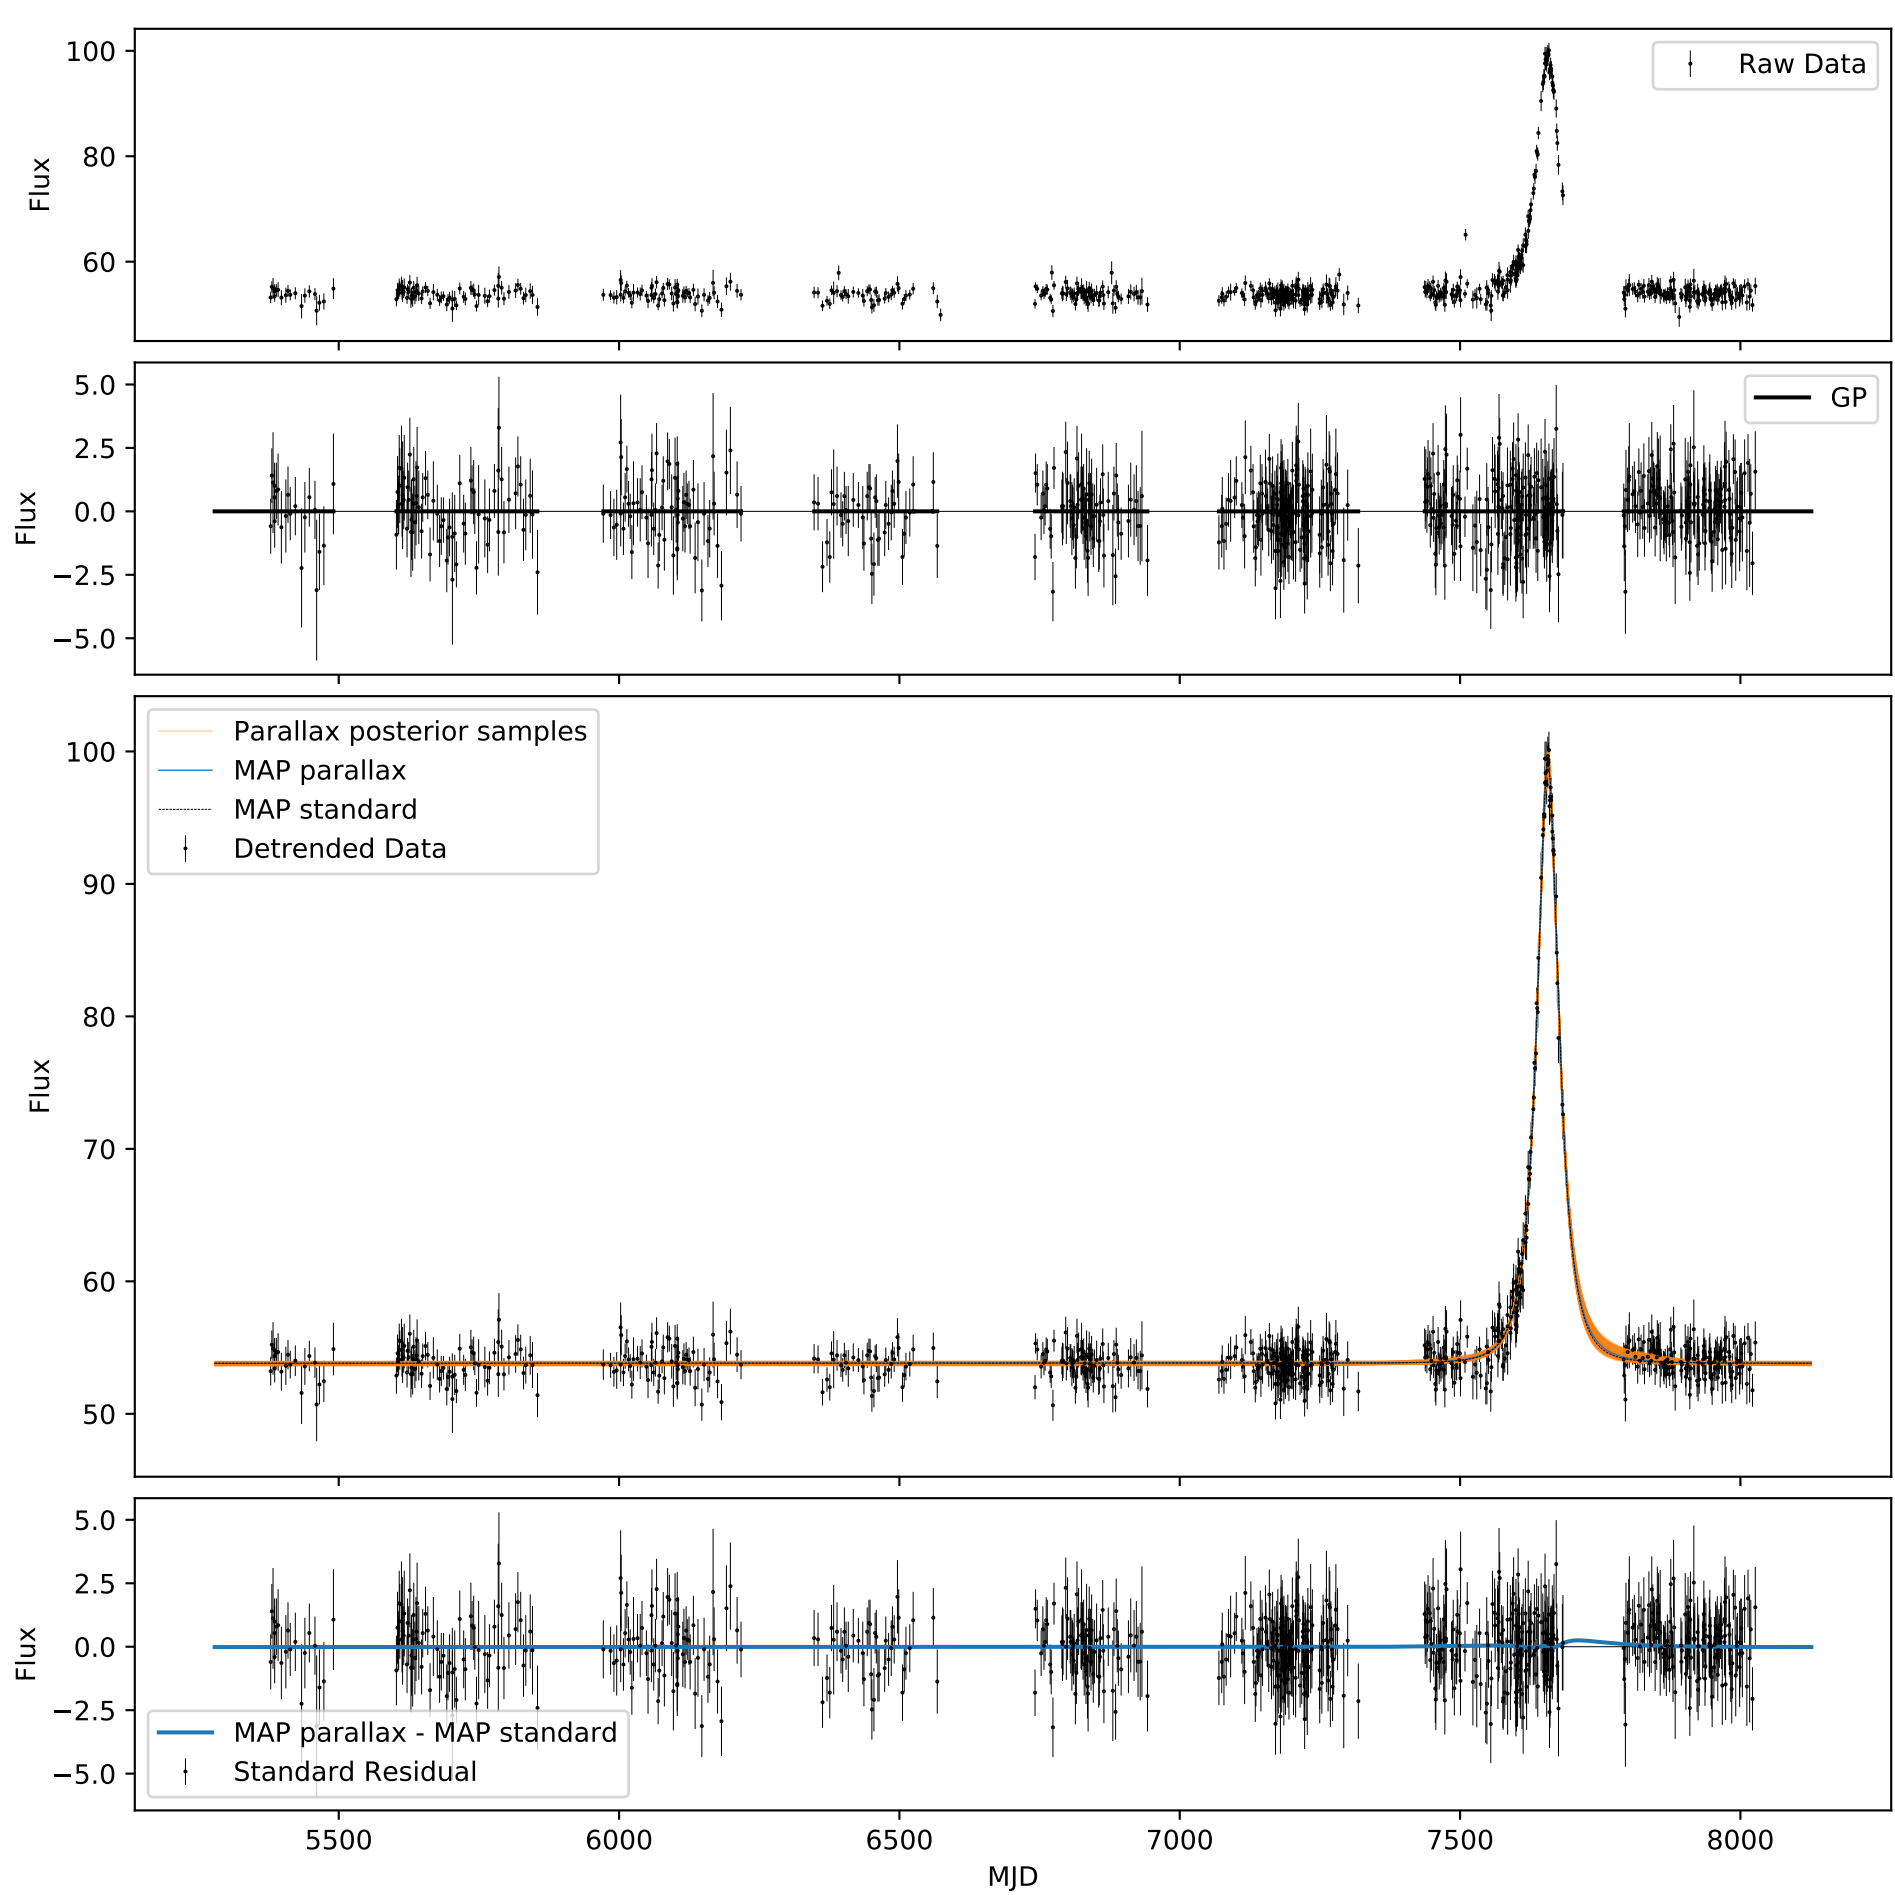 100
80
60
Flux
Raw Data
5.0
2.5
0.0
−2.5
−5.0
Flux
GP
100
90
80
70
60
50
Flux
Parallax posterior samples
MAP parallax
MAP standard
Detrended Data
5.0
2.5
0.0
−2.5
−5.0
Flux
MAP parallax - MAP standard
Standard Residual
5500 6000 6500 7000 7500 8000
MJD